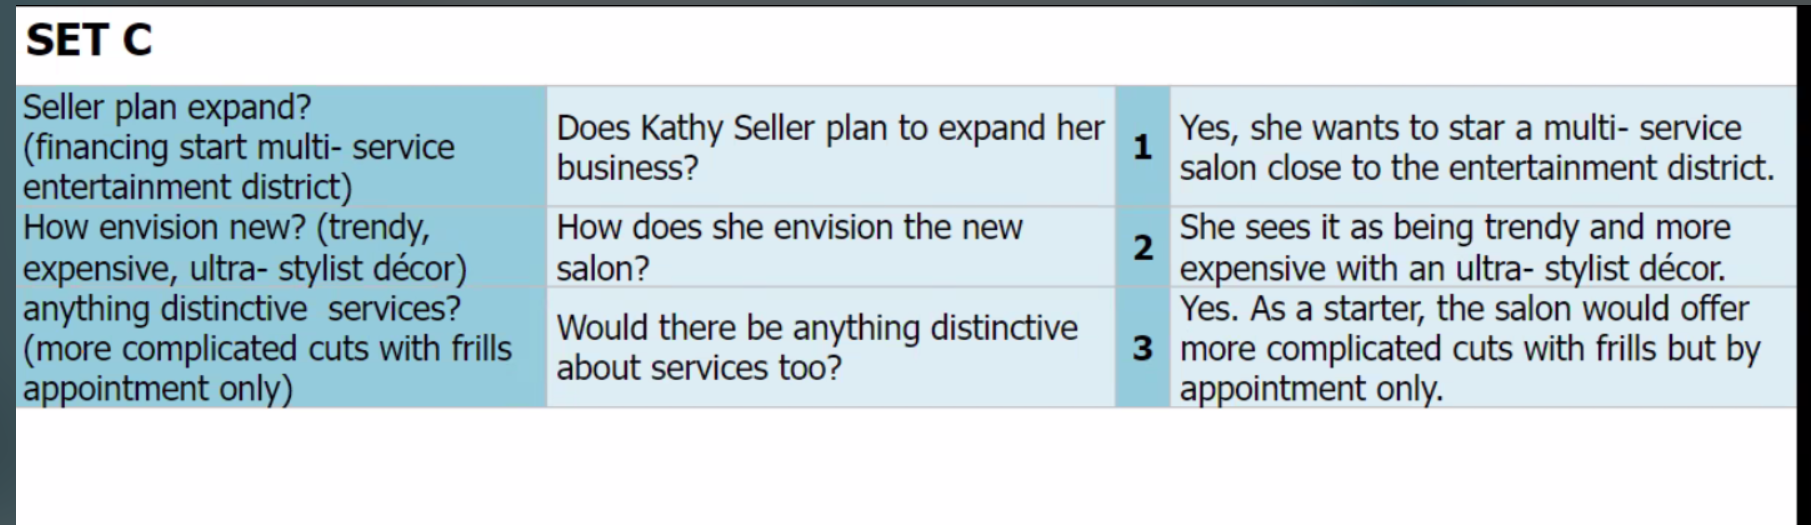 SET C
Seller plan expand?
(financing start multi- service
entertainment district)
Does Kathy Seller plan to expand her
business?
1
Yes, she wants to star a multi- service
salon close to the entertainment district.
How envision new? (trendy,
expensive, ultra- stylist décor)
How does she envision the new
salon?
2
She sees it as being trendy and more
expensive with an ultra- stylist décor.
anything distinctive services?
(more complicated cuts with frills
appointment only)
Would there be anything distinctive
about services too?
3
Yes. As a starter, the salon would offer
more complicated cuts with frills but by
appointment only.